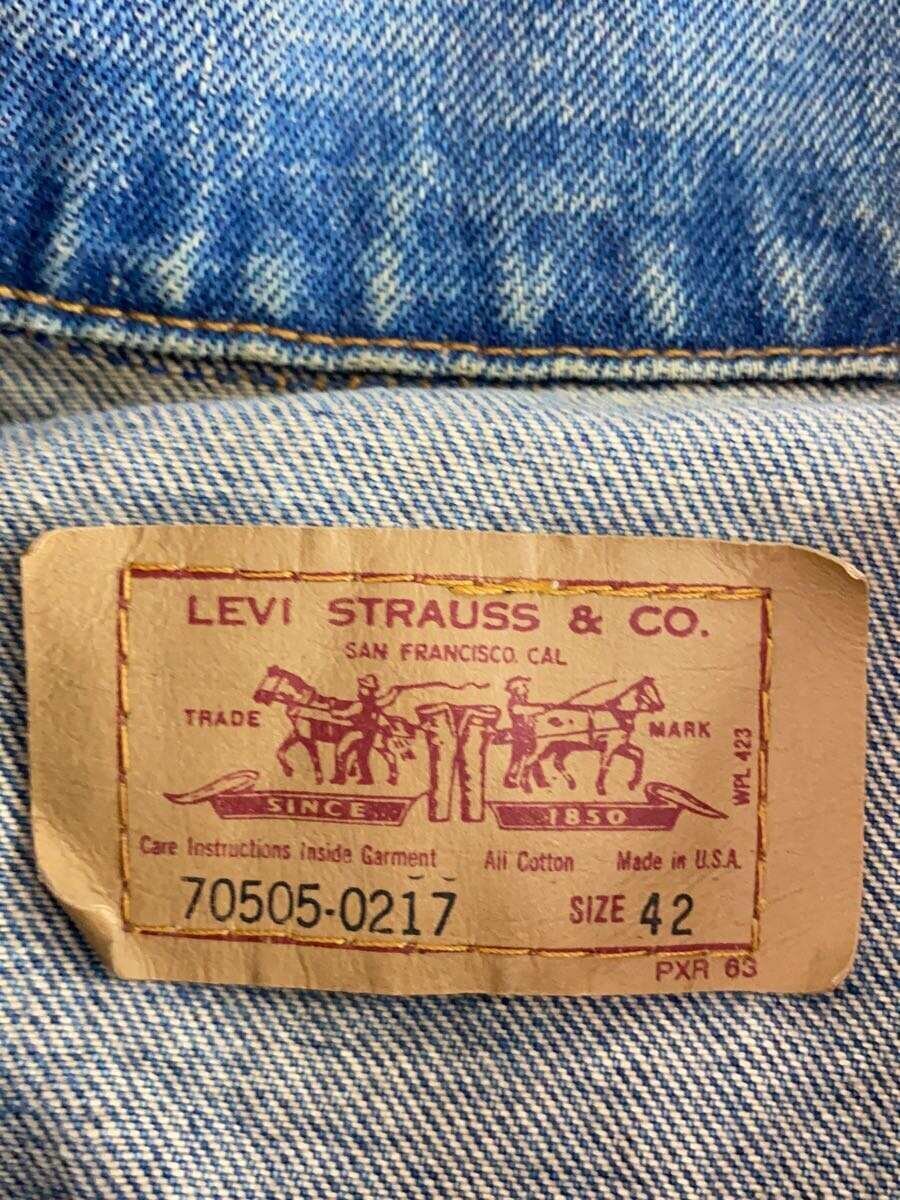 LEVI STRAUSS & CO.
SAN FRANCISCO. CAL
TRADE MARK
SINCE 1850
WPL 423
Care Instructions Inside Garment All Cotton Made in U.S.A.
70505-0217 SIZE 42
PXR 63